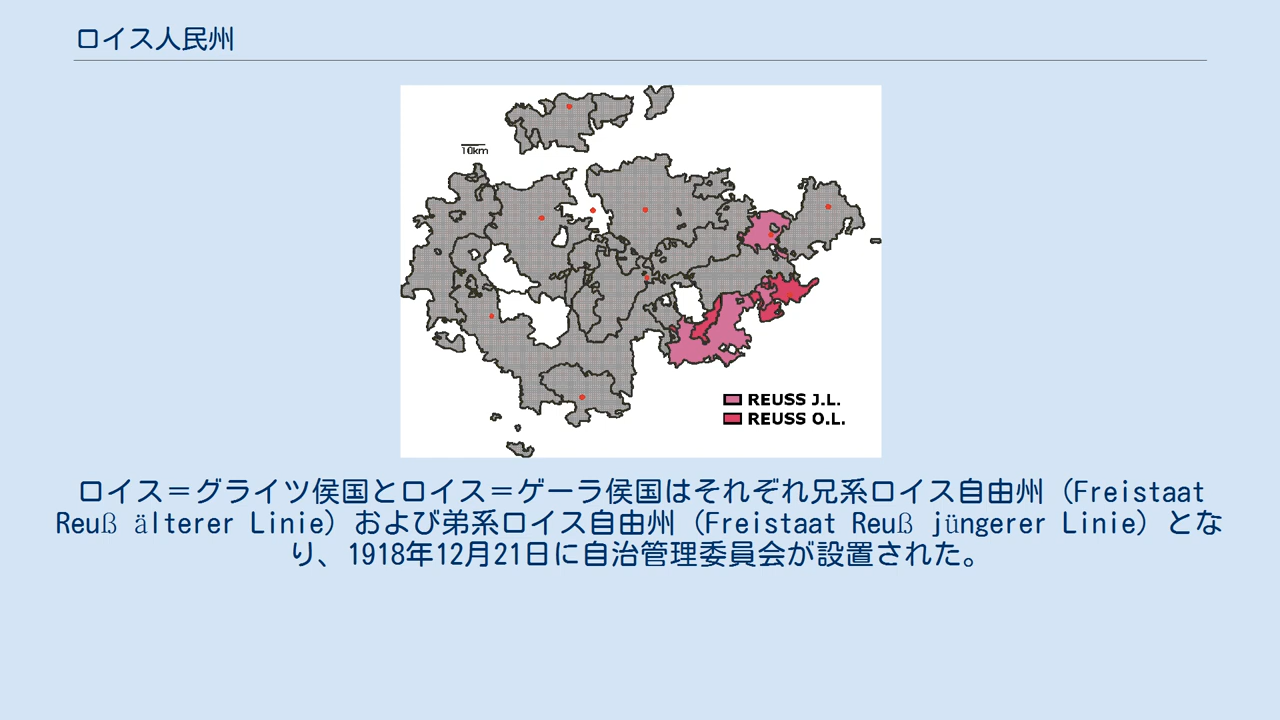 ロイス人民州
10km
REUSS J.L.
REUSS O.L.
ロイス＝グライツ侯国とロイス＝ゲーラ侯国はそれぞれ兄系ロイス自由州（Freistaat
Reuß älterer Linie）および弟系ロイス自由州（Freistaat Reuß jüngerer Linie）とな
り、1918年12月21日に自治管理委員会が設置された。